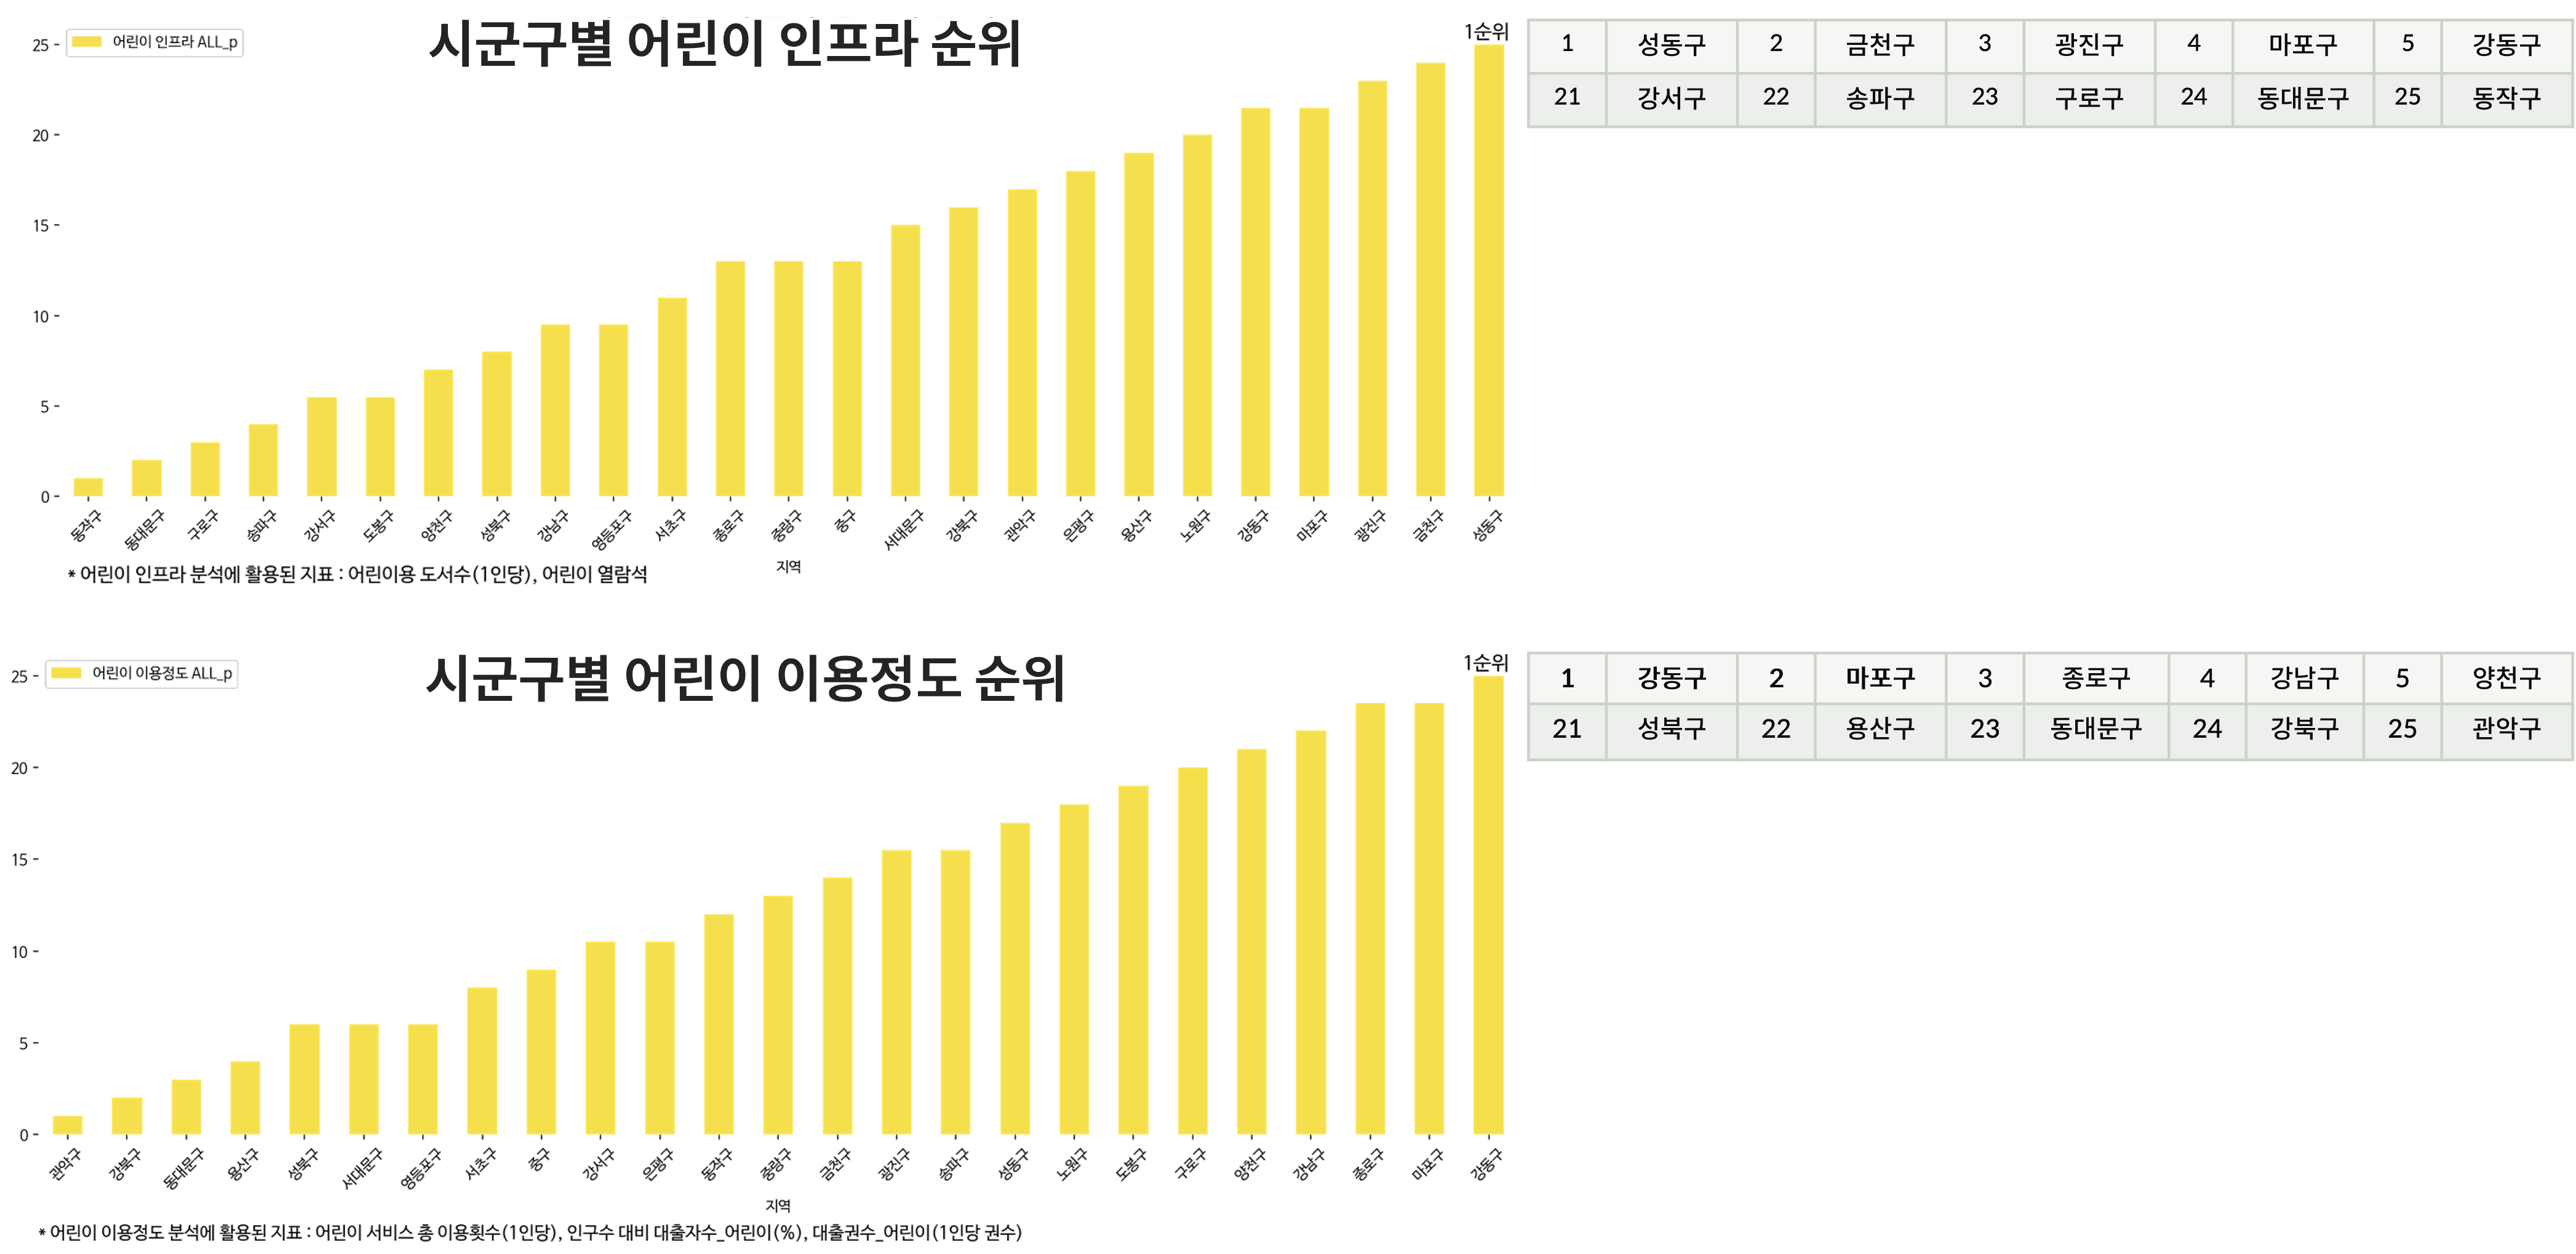 시군구별 어린이 인프라 순위
어린이 인프라 ALL_p
1순위
25
20
15
10
5
0
동작구 동대문구 구로구 송파구 강서구 도봉구 양천구 성북구 강남구 영등포구 서초구 종로구 중랑구 중구 서대문구 강북구 관악구 은평구 용산구 노원구 강동구 마포구 광진구 금천구 성동구
지역
* 어린이 인프라 분석에 활용된 지표 : 어린이용 도서수(1인당), 어린이 열람석
1 성동구 2 금천구 3 광진구 4 마포구 5 강동구
21 강서구 22 송파구 23 구로구 24 동대문구 25 동작구
시군구별 어린이 이용정도 순위
어린이 이용정도 ALL_p
1순위
25
20
15
10
5
0
관악구 강북구 동대문구 용산구 성북구 서대문구 영등포구 서초구 중구 강서구 은평구 동작구 중랑구 금천구 광진구 송파구 성동구 노원구 도봉구 구로구 양천구 강남구 종로구 마포구 강동구
지역
* 어린이 이용정도 분석에 활용된 지표 : 어린이 서비스 총 이용횟수(1인당), 인구수 대비 대출자수_어린이(%), 대출권수_어린이(1인당 권수)
1 강동구 2 마포구 3 종로구 4 강남구 5 양천구
21 성북구 22 용산구 23 동대문구 24 강북구 25 관악구